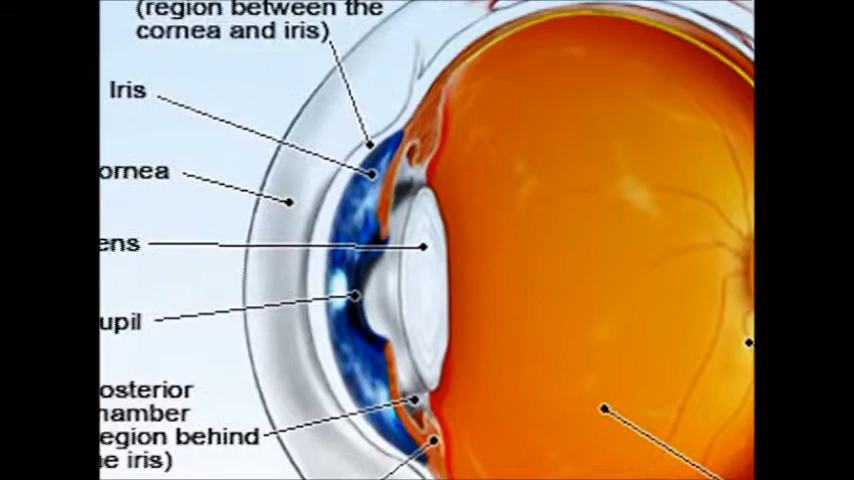 (region between the
cornea and iris)
Iris
ornea
ens
upil
osterior
hamber
egion behind
e iris)